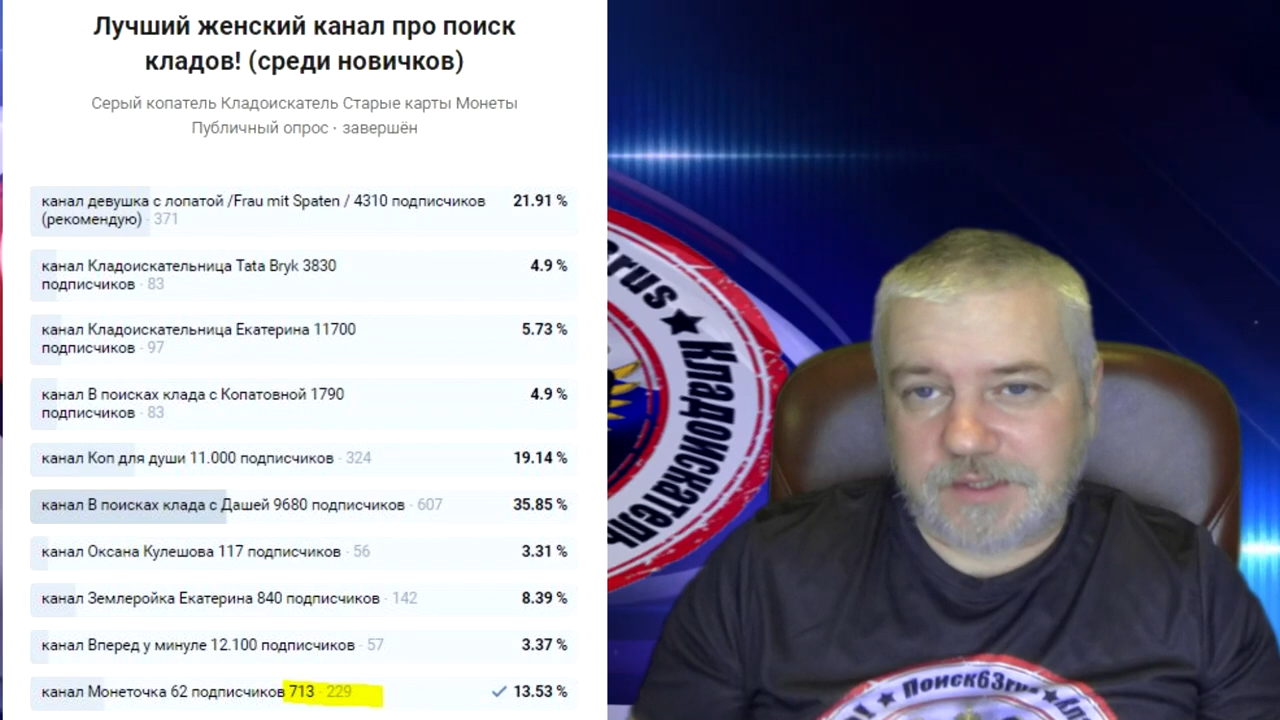 Лучший женский канал про поиск
кладов! (среди новичков)
Серый копатель Кладоискатель Старые карты Монеты
Публичный опрос · завершён
канал девушка с лопатой /Frau mit Spaten / 4310 подписчиков
(рекомендую) · 371
21.91 %
канал Кладоискательница Tata Bryk 3830
подписчиков · 83
4.9 %
канал Кладоискательница Екатерина 11700
подписчиков · 97
5.73 %
канал В поисках клада с Копатовной 1790
подписчиков · 83
4.9 %
канал Коп для души 11.000 подписчиков · 324
19.14 %
канал В поисках клада с Дашей 9680 подписчиков · 607
35.85 %
канал Оксана Кулешова 117 подписчиков · 56
3.31 %
канал Землеройка Екатерина 840 подписчиков · 142
8.39 %
канал Вперед у минуле 12.100 подписчиков · 57
3.37 %
канал Монеточка 62 подписчиков 713 · 229
13.53 %
Кладоискатель